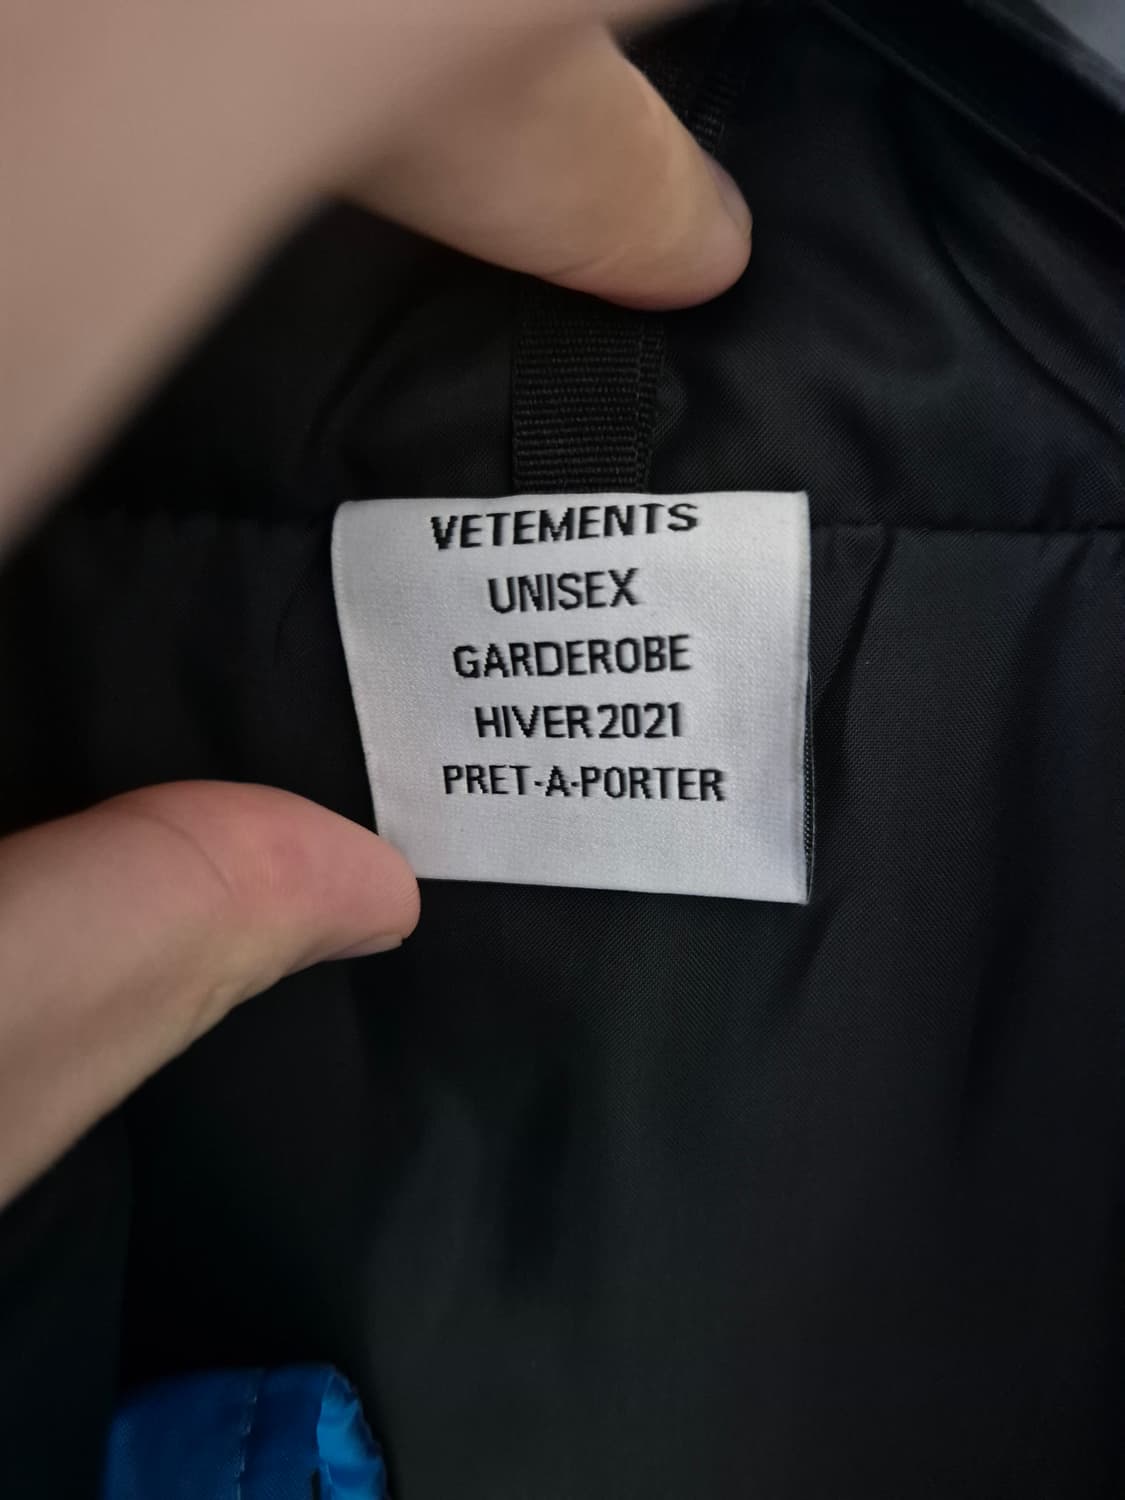 VETEMENTS
UNISEX
GARDEROBE
HIVER 2021
PRET-A-PORTER